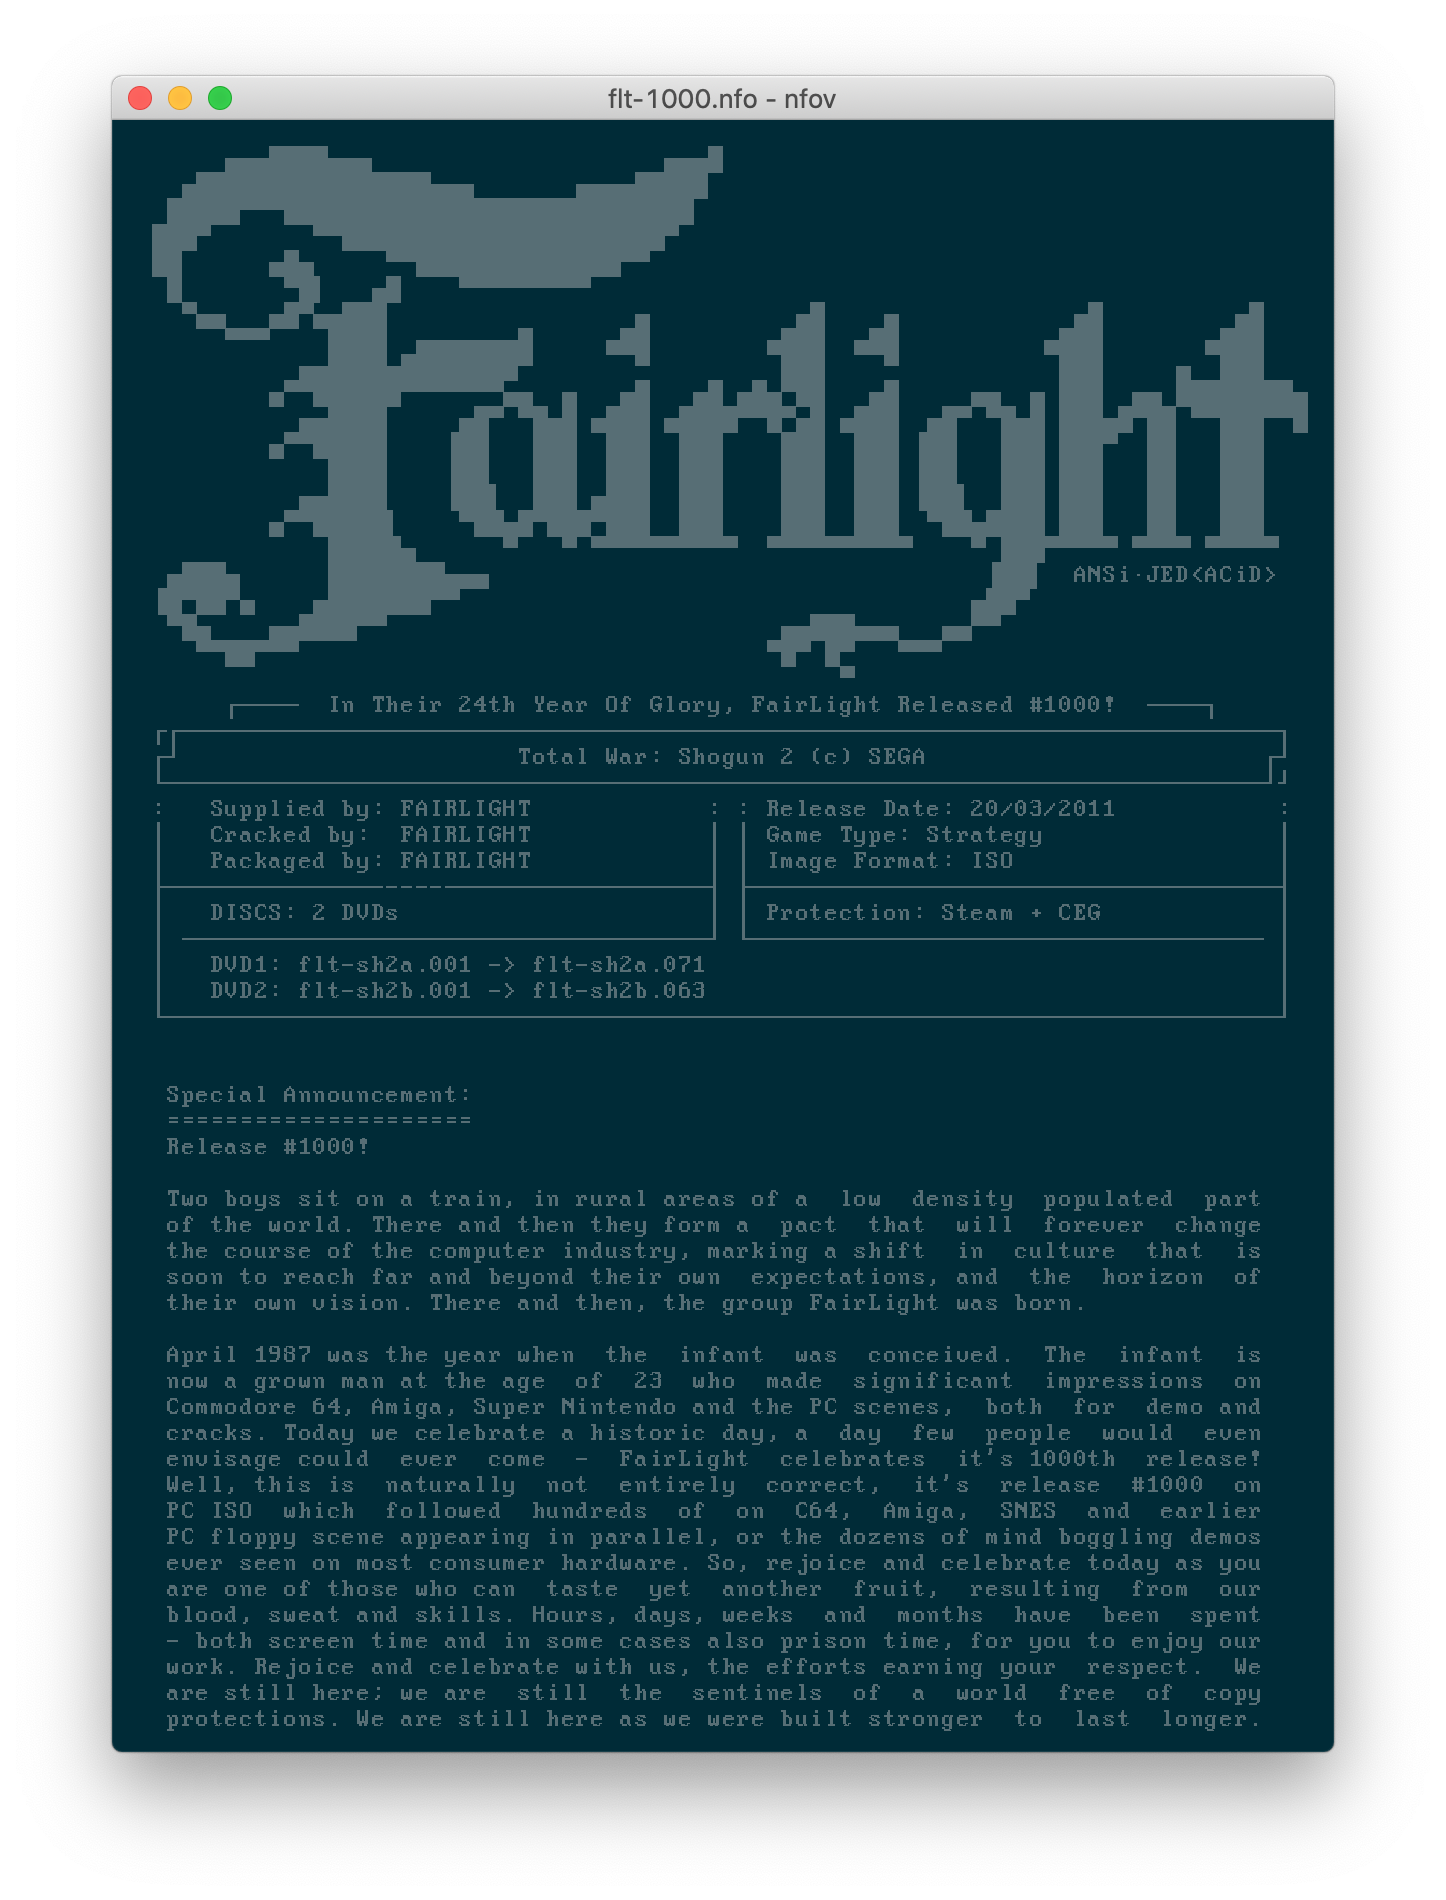 flt-1000.nfo - nfov
Fairlight
ANSi·JED<ACiD>
In Their 24th Year Of Glory, FairLight Released #1000!
Total War: Shogun 2 (c) SEGA
: Supplied by: FAIRLIGHT : : Release Date: 20/03/2011 :
Cracked by: FAIRLIGHT Game Type: Strategy
Packaged by: FAIRLIGHT Image Format: ISO
DISCS: 2 DVDs Protection: Steam + CEG
DVD1: flt-sh2a.001 -> flt-sh2a.071
DVD2: flt-sh2b.001 -> flt-sh2b.063
Special Announcement:
=====================
Release #1000!
Two boys sit on a train, in rural areas of a low density populated part
of the world. There and then they form a pact that will forever change
the course of the computer industry, marking a shift in culture that is
soon to reach far and beyond their own expectations, and the horizon of
their own vision. There and then, the group FairLight was born.
April 1987 was the year when the infant was conceived. The infant is
now a grown man at the age of 23 who made significant impressions on
Commodore 64, Amiga, Super Nintendo and the PC scenes, both for demo and
cracks. Today we celebrate a historic day, a day few people would even
envisage could ever come - FairLight celebrates it's 1000th release!
Well, this is naturally not entirely correct, it's release #1000 on
PC ISO which followed hundreds of on C64, Amiga, SNES and earlier
PC floppy scene appearing in parallel, or the dozens of mind boggling demos
ever seen on most consumer hardware. So, rejoice and celebrate today as you
are one of those who can taste yet another fruit, resulting from our
blood, sweat and skills. Hours, days, weeks and months have been spent
- both screen time and in some cases also prison time, for you to enjoy our
work. Rejoice and celebrate with us, the efforts earning your respect. We
are still here; we are still the sentinels of a world free of copy
protections. We are still here as we were built stronger to last longer.